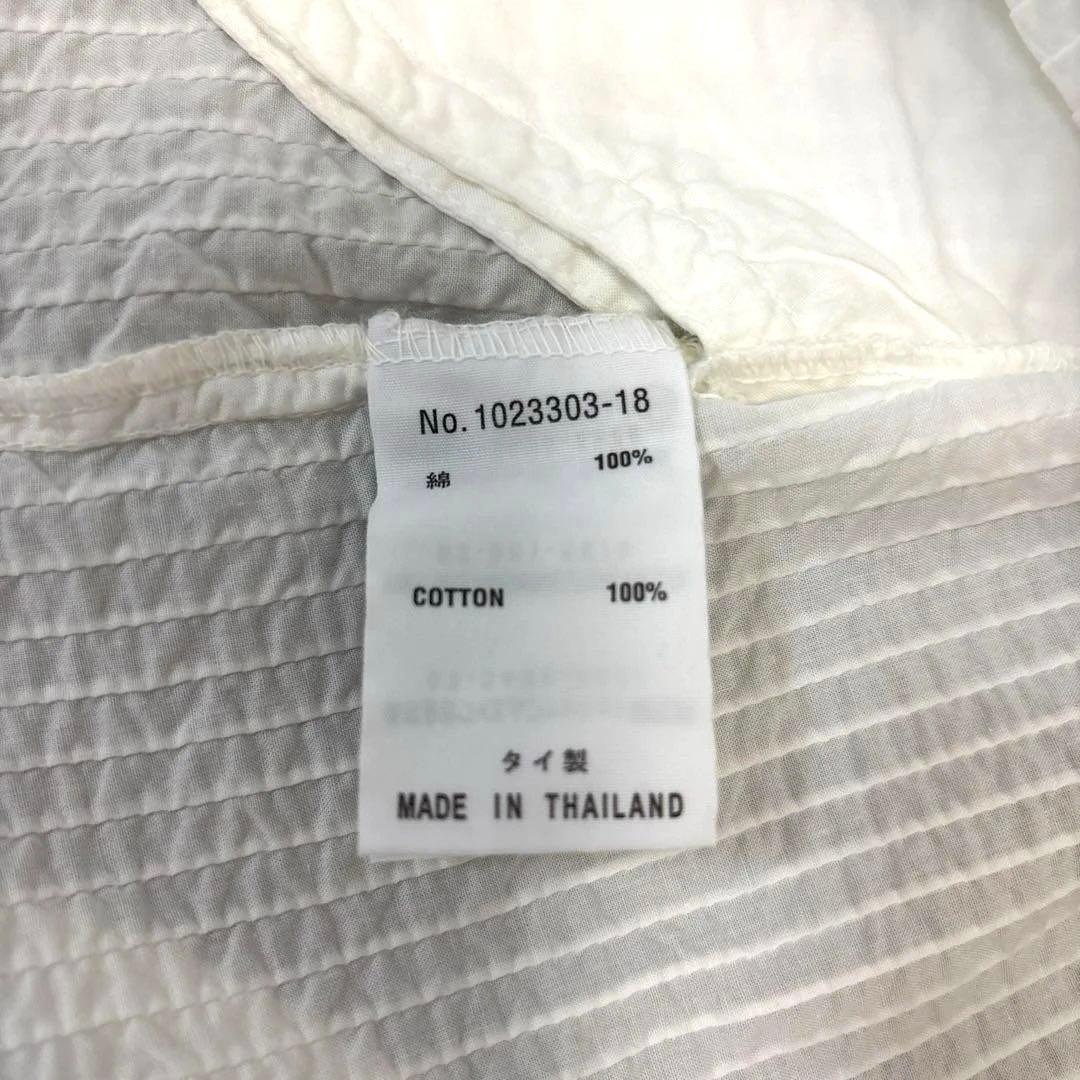 No.1023303-18
綿 100%
COTTON 100%
タイ製
MADE IN THAILAND